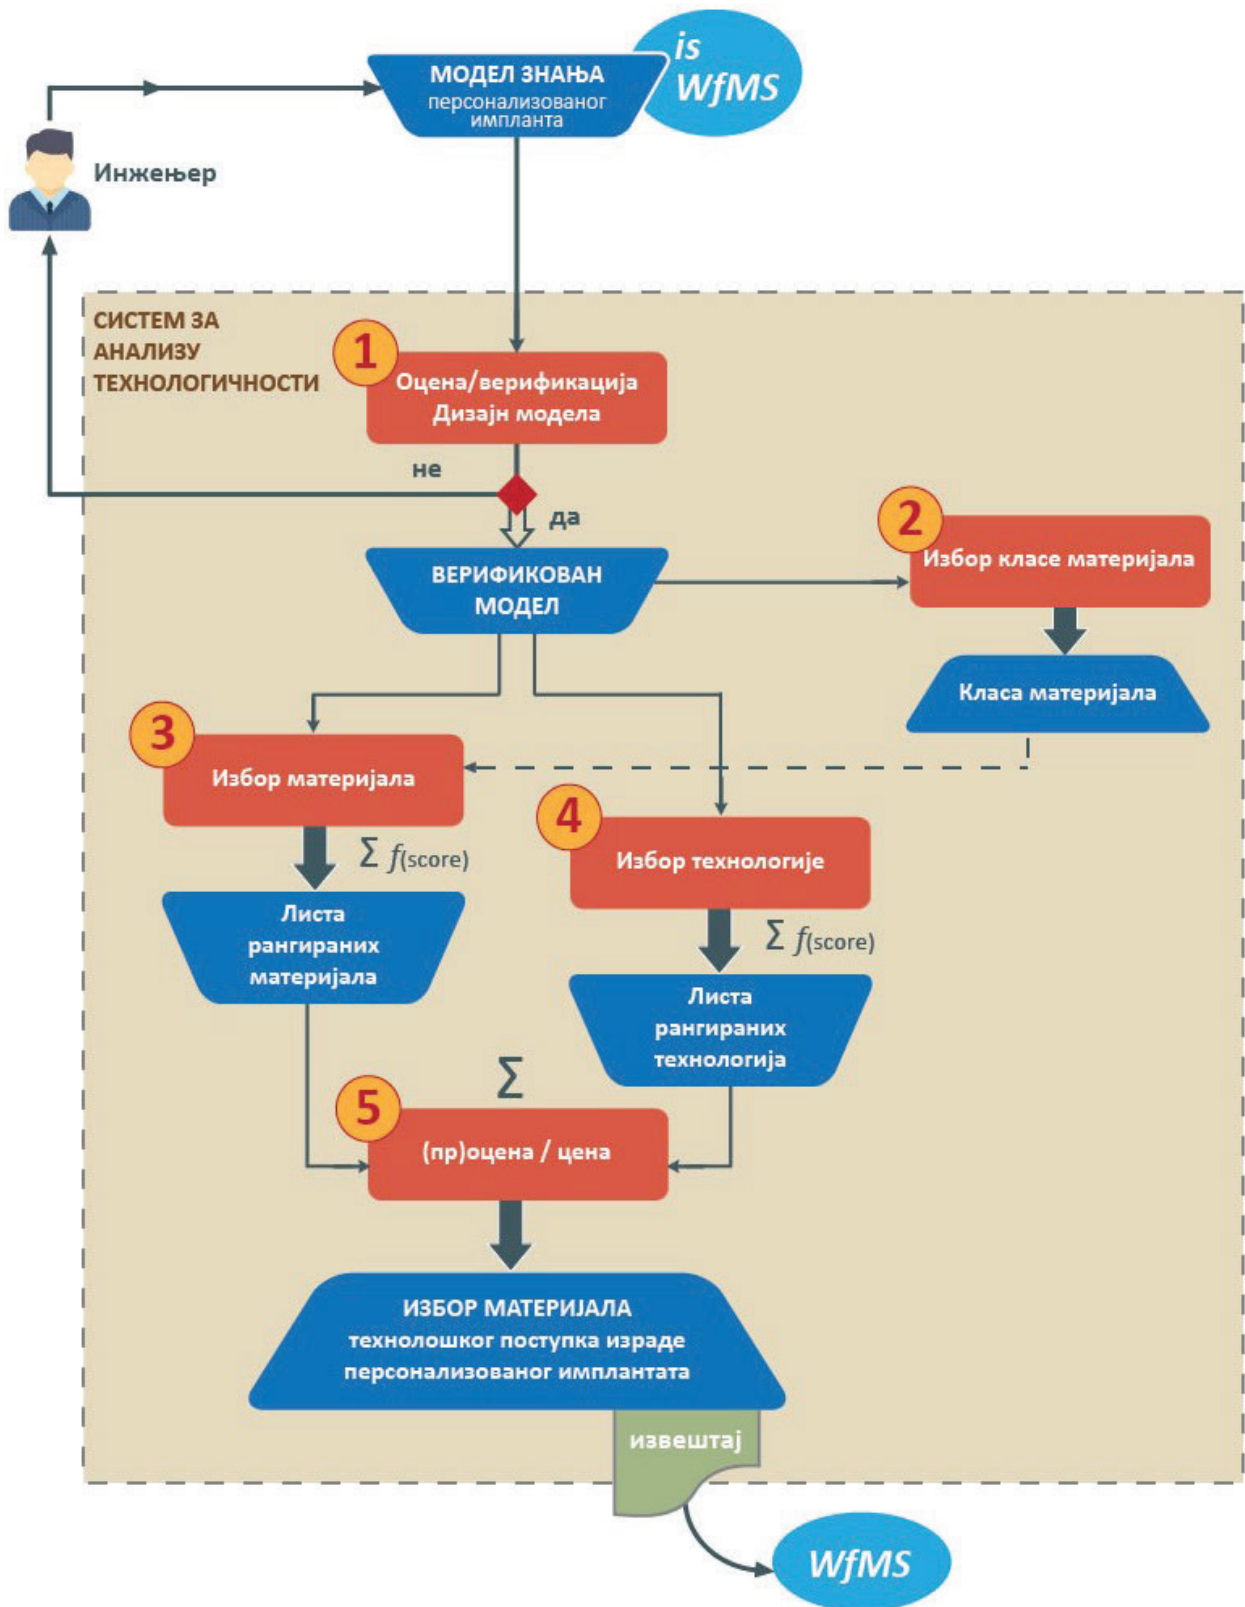 is
WfMS
МОДЕЛ ЗНАЊА
персонализованог
импланта
Инжењер
СИСТЕМ ЗА
АНАЛИЗУ
ТЕХНОЛОГИЧНОСТИ
1
Оцена/верификација
Дизајн модела
не
да
2
Избор класе материјала
ВЕРИФИКОВАН
МОДЕЛ
Класа материјала
3
Избор материјала
4
Избор технологије
Σ f(score)
Листа
рангираних
материјала
Σ f(score)
Листа
рангираних
технологија
Σ
5
(пр)оцена / цена
ИЗБОР МАТЕРИЈАЛА
технолошког поступка израде
персонализованог имплантата
извештај
WfMS